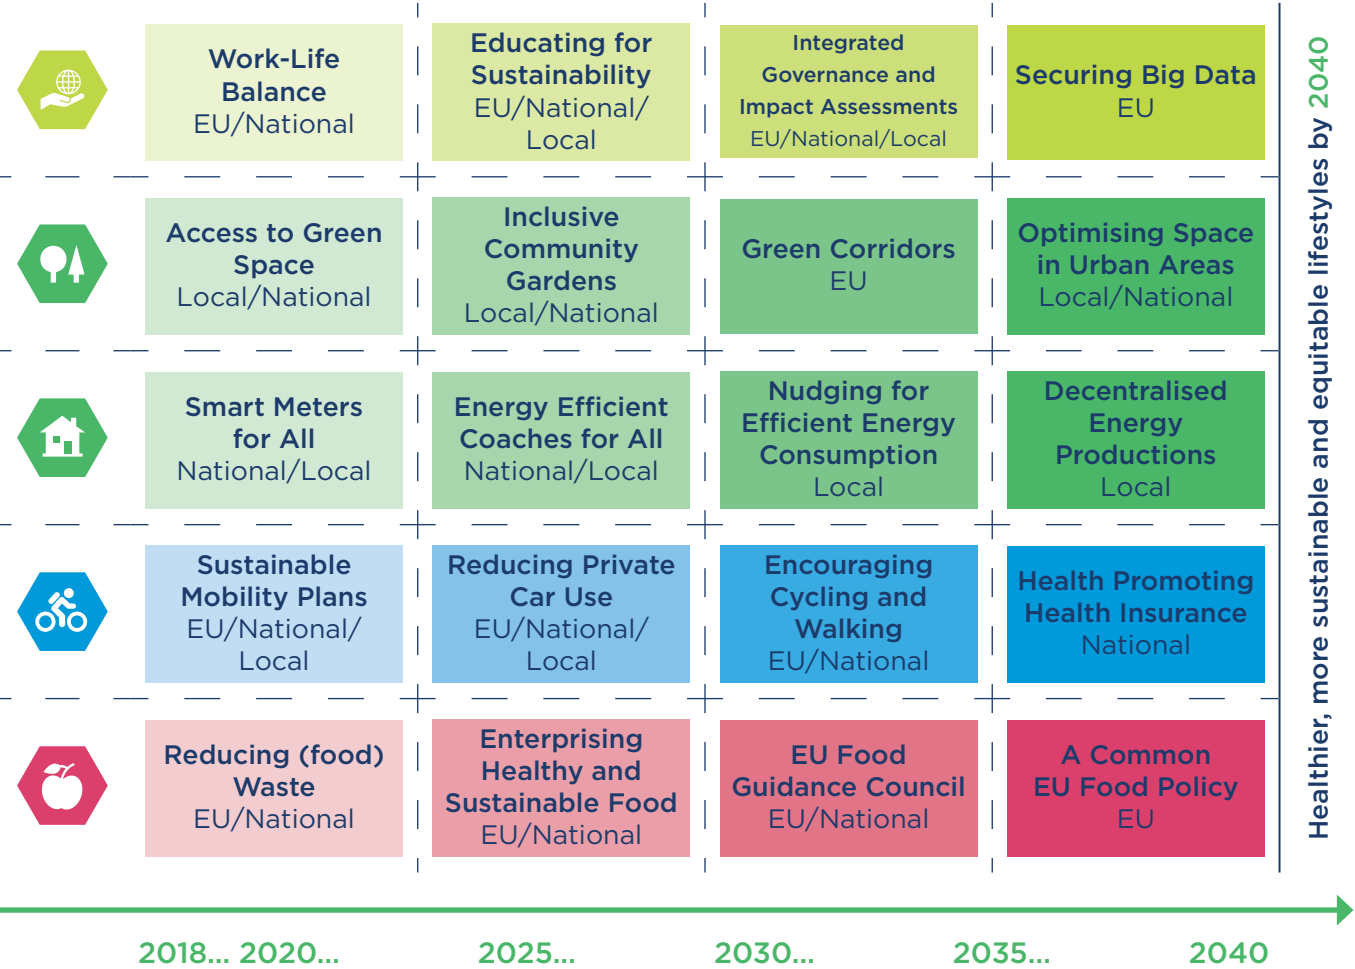 Work-Life
Balance
EU/National
Educating for
Sustainability
EU/National/
Local
Integrated
Governance and
Impact Assessments
EU/National/Local
Securing Big Data
EU
Access to Green
Space
Local/National
Inclusive
Community
Gardens
Local/National
Green Corridors
EU
Optimising Space
in Urban Areas
Local/National
Smart Meters
for All
National/Local
Energy Efficient
Coaches for All
National/Local
Nudging for
Efficient Energy
Consumption
Local
Decentralised
Energy
Productions
Local
Sustainable
Mobility Plans
EU/National/
Local
Reducing Private
Car Use
EU/National/
Local
Encouraging
Cycling and
Walking
EU/National
Health Promoting
Health Insurance
National
Reducing (food)
Waste
EU/National
Enterprising
Healthy and
Sustainable Food
EU/National
EU Food
Guidance Council
EU/National
A Common
EU Food Policy
EU
Healthier, more sustainable and equitable lifestyles by 2040
2018... 2020... 2025... 2030... 2035... 2040